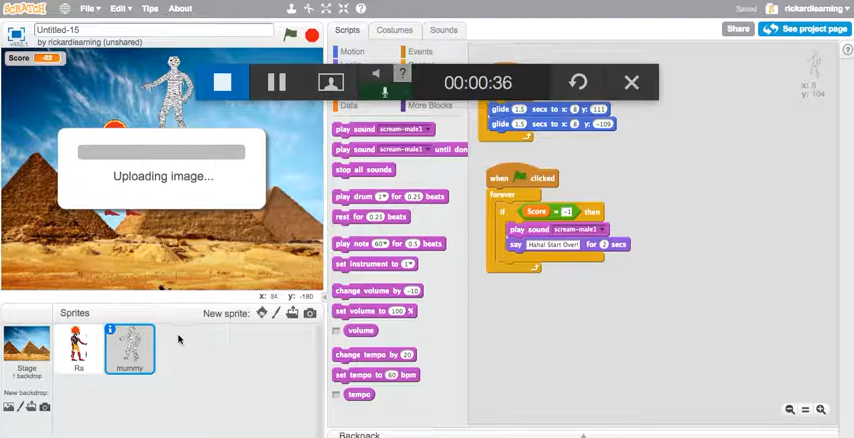 SCRATCH File▾ Edit▾ Tips About Saved rickardlearning▾
Untitled-15
v453.1
by rickardlearning (unshared)
Scripts Costumes Sounds
Share See project page
Score -22
Motion Events
00:00:36
?
Data More Blocks
Uploading image...
x: 8
y: 104
glide 1.5 secs to x: 8 y: 111
glide 1.5 secs to x: 8 y: -109
play sound scream-male1
play sound scream-male1 until done
stop all sounds
play drum 1 for 0.25 beats
rest for 0.25 beats
play note 60 for 0.5 beats
set instrument to 1
change volume by -10
set volume to 100 %
volume
change tempo by 20
set tempo to 60 bpm
tempo
when clicked
forever
if Score = -1 then
play sound scream-male1
say Haha! Start Over! for 2 secs
x: 34 y: -180
Sprites New sprite:
Stage
1 backdrop
Ra
mummy
New backdrop:
Backpack